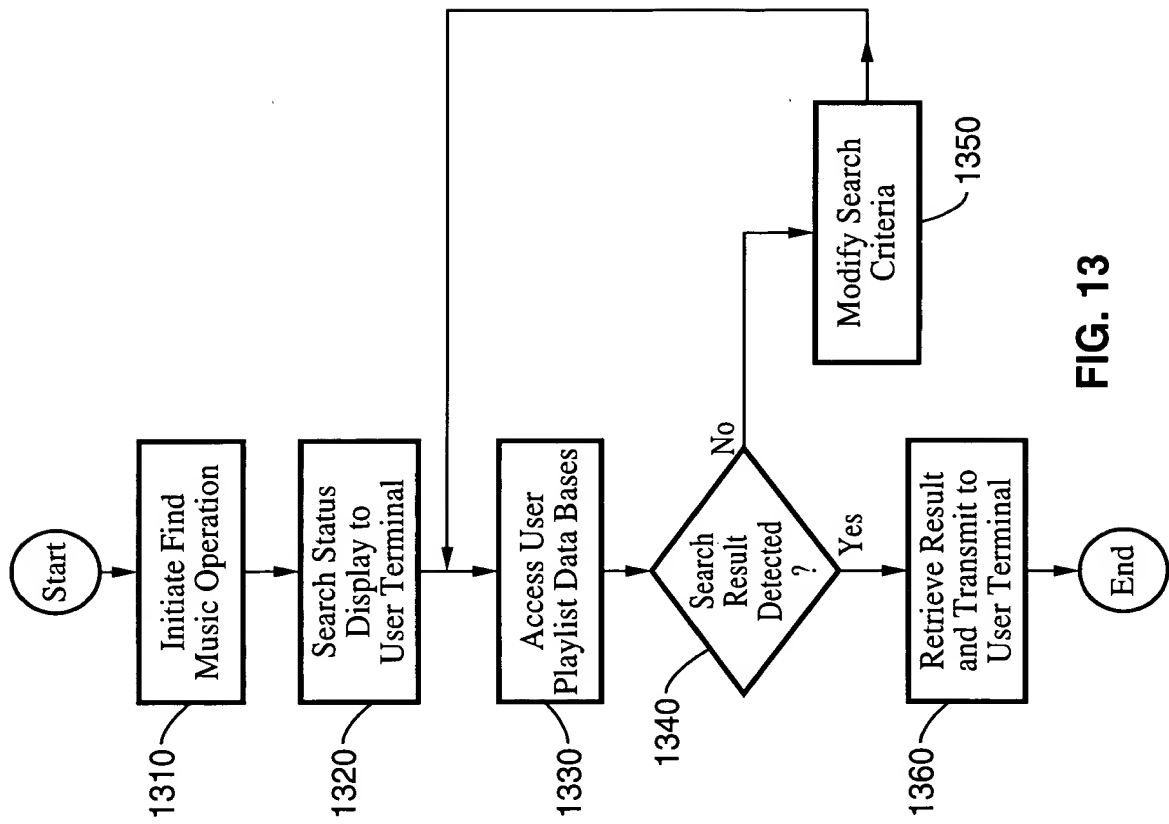 Start
Initiate Find
Music Operation
1310
Search Status
Display to
User Terminal
1320
Access User
Playlist Data Bases
1330
Search
Result
Detected
?
1340
No
Yes
Modify Search
Criteria
1350
Retrieve Result
and Transmit to
User Terminal
1360
End
FIG. 13